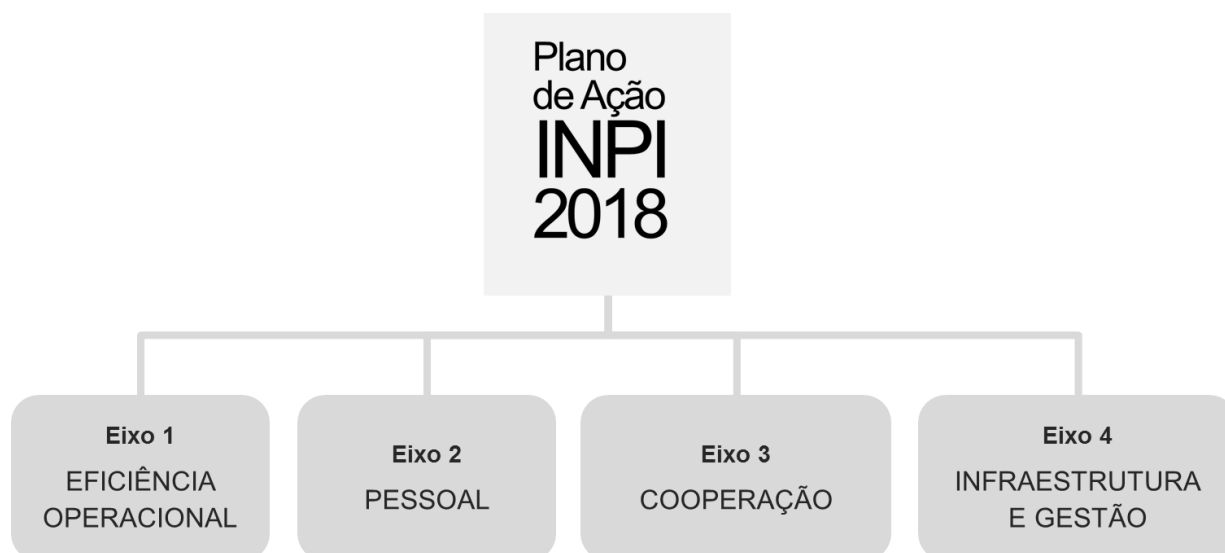 Plano
de Ação
INPI
2018
Eixo 1
EFICIÊNCIA
OPERACIONAL
Eixo 2
PESSOAL
Eixo 3
COOPERAÇÃO
Eixo 4
INFRAESTRUTURA
E GESTÃO